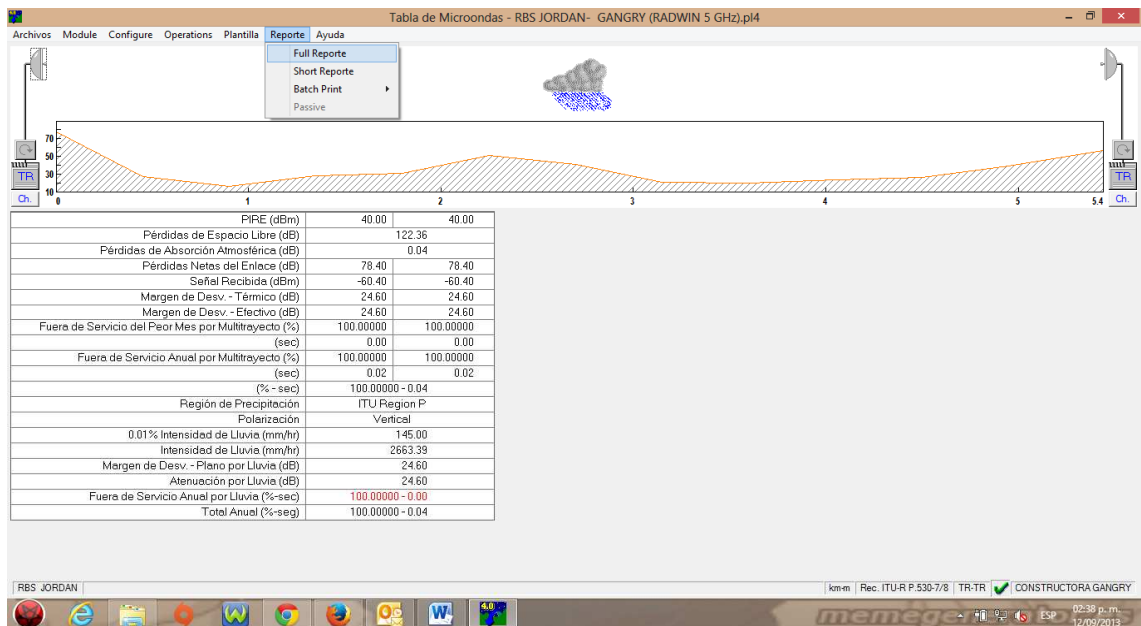 Tabla de Microondas - RBS JORDAN- GANGRY (RADWIN 5 GHz).pl4
Archivos Module Configure Operations Plantilla Reporte Ayuda
Full Reporte
Short Reporte
Batch Print
Passive
70
50
30
10
TR
Ch.
TR
Ch.
0 1 2 3 4 5 5.4
PIRE (dBm) 40.00 40.00
Pérdidas de Espacio Libre (dB) 122.36
Pérdidas de Absorción Atmosférica (dB) 0.04
Pérdidas Netas del Enlace (dB) 78.40 78.40
Señal Recibida (dBm) -60.40 -60.40
Margen de Desv. - Térmico (dB) 24.60 24.60
Margen de Desv. - Efectivo (dB) 24.60 24.60
Fuera de Servicio del Peor Mes por Multitrayecto (%) 100.00000 100.00000
(sec) 0.00 0.00
Fuera de Servicio Anual por Multitrayecto (%) 100.00000 100.00000
(sec) 0.02 0.02
(% - sec) 100.00000 - 0.04
Región de Precipitación ITU Region P
Polarización Vertical
0.01% Intensidad de Lluvia (mm/hr) 145.00
Intensidad de Lluvia (mm/hr) 2663.39
Margen de Desv. - Plano por Lluvia (dB) 24.60
Atenuación por Lluvia (dB) 24.60
Fuera de Servicio Anual por Lluvia (%-sec) 100.00000 - 0.00
Total Anual (%-seg) 100.00000 - 0.04
RBS JORDAN km-m Rec. ITU-R P.530-7/8 TR-TR CONSTRUCTORA GANGRY
4.0
ESP
02:38 p. m.
12/09/2013